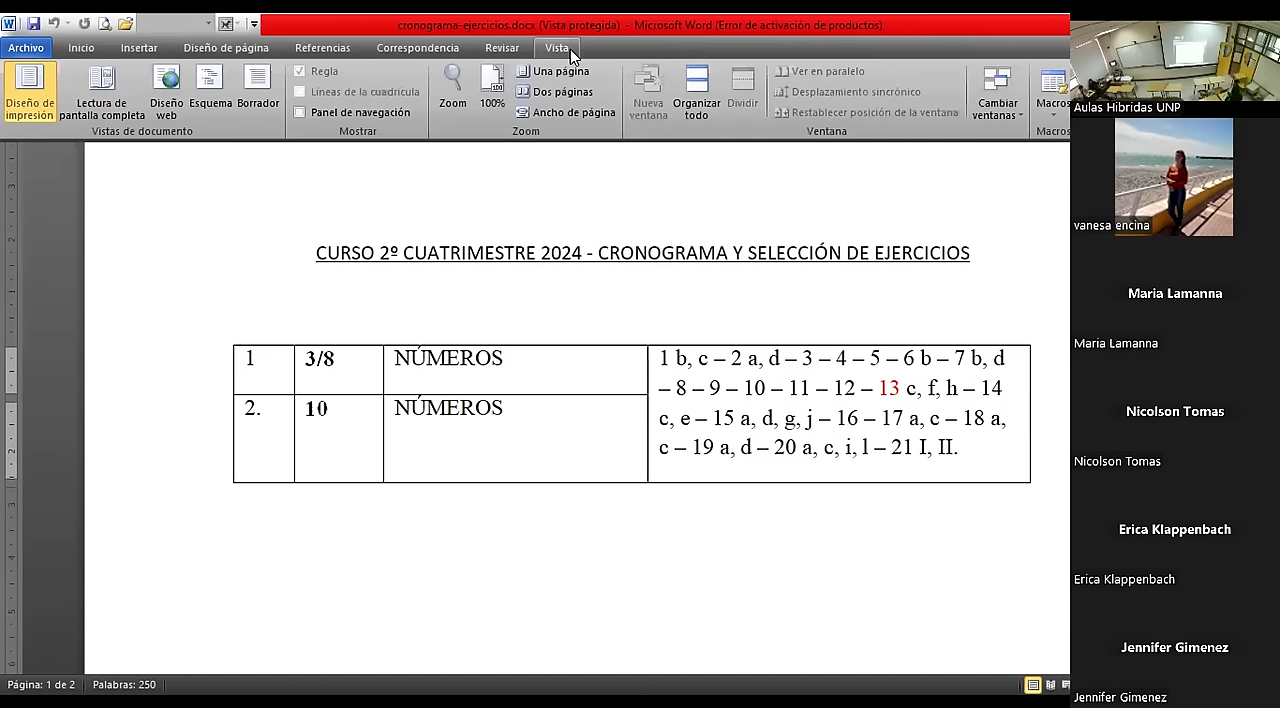 cronograma-ejercicios.docx (Vista protegida) - Microsoft Word (Error de activación de productos)
Archivo Inicio Insertar Diseño de página Referencias Correspondencia Revisar Vista
Diseño de impresión
Lectura de pantalla completa
Diseño web
Esquema
Borrador
Vistas de documento
Regla
Líneas de la cuadrícula
Panel de navegación
Mostrar
Zoom
100%
Una página
Dos páginas
Ancho de página
Zoom
Nueva ventana
Organizar todo
Dividir
Ver en paralelo
Desplazamiento sincrónico
Restablecer posición de la ventana
Ventana
Cambiar ventanas
Macros
Macros
CURSO 2º CUATRIMESTRE 2024 - CRONOGRAMA Y SELECCIÓN DE EJERCICIOS
1 3/8 NÚMEROS
2. 10 NÚMEROS
1 b, c – 2 a, d – 3 – 4 – 5 – 6 b – 7 b, d
– 8 – 9 – 10 – 11 – 12 – 13 c, f, h – 14
c, e – 15 a, d, g, j – 16 – 17 a, c – 18 a,
c – 19 a, d – 20 a, c, i, l – 21 I, II.
Página: 1 de 2 Palabras: 250
Aulas Hibridas UNP
vanesa encina
Maria Lamanna
Maria Lamanna
Nicolson Tomas
Nicolson Tomas
Erica Klappenbach
Erica Klappenbach
Jennifer Gimenez
Jennifer Gimenez